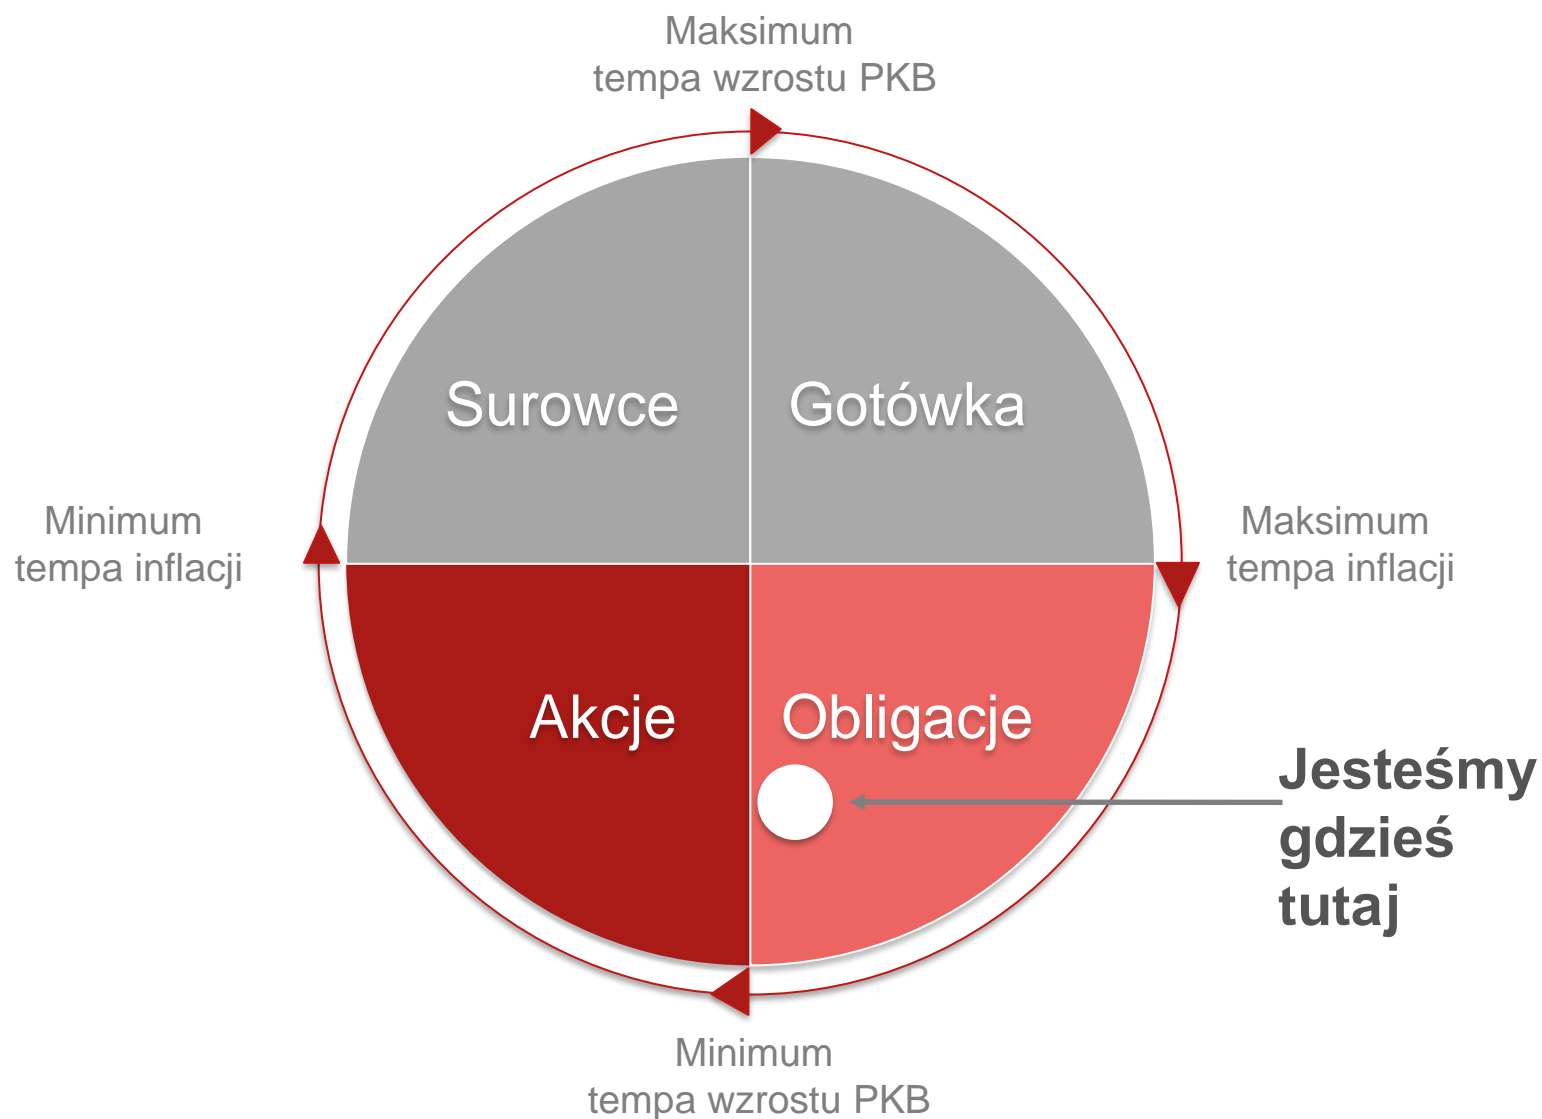 Maksimum
tempa wzrostu PKB
Surowce
Gotówka
Minimum
tempa inflacji
Maksimum
tempa inflacji
Akcje
Obligacje
Jesteśmy
gdzieś
tutaj
Minimum
tempa wzrostu PKB